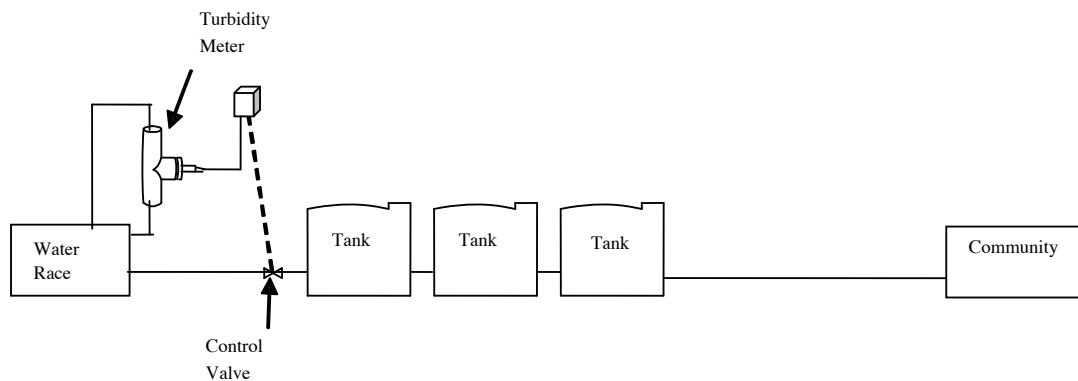 Turbidity
Meter
Water
Race
Tank
Tank
Tank
Community
Control
Valve